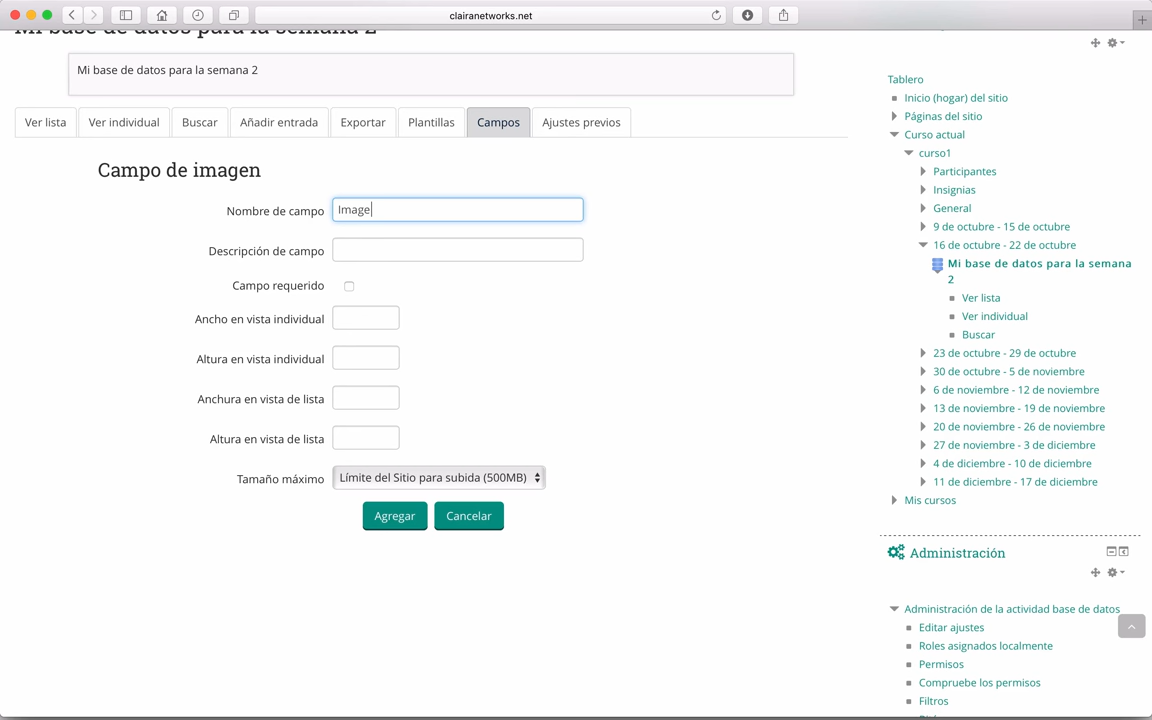 clairanetworks.net
Mi base de datos para la semana 2
Mi base de datos para la semana 2
Ver lista
Ver individual
Buscar
Añadir entrada
Exportar
Plantillas
Campos
Ajustes previos
Campo de imagen
Nombre de campo
Image
Descripción de campo
Campo requerido
Ancho en vista individual
Altura en vista individual
Anchura en vista de lista
Altura en vista de lista
Tamaño máximo
Límite del Sitio para subida (500MB)
Agregar
Cancelar
Tablero
Inicio (hogar) del sitio
Páginas del sitio
Curso actual
curso1
Participantes
Insignias
General
9 de octubre - 15 de octubre
16 de octubre - 22 de octubre
Mi base de datos para la semana
2
Ver lista
Ver individual
Buscar
23 de octubre - 29 de octubre
30 de octubre - 5 de noviembre
6 de noviembre - 12 de noviembre
13 de noviembre - 19 de noviembre
20 de noviembre - 26 de noviembre
27 de noviembre - 3 de diciembre
4 de diciembre - 10 de diciembre
11 de diciembre - 17 de diciembre
Mis cursos
Administración
Administración de la actividad base de datos
Editar ajustes
Roles asignados localmente
Permisos
Compruebe los permisos
Filtros